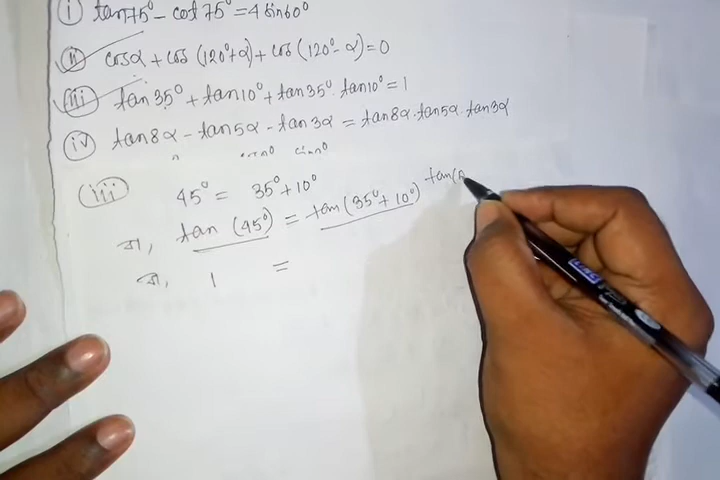 (i) tan75° - cot75° = 4 sin60°
(ii) cosα + cos (120°+α) + cos (120° - α) = 0
(iii) tan35° + tan10° + tan35° . tan10° = 1
(iv) tan8α - tan5α - tan3α = tan8α . tan5α . tan3α
(iii) 45° = 35° + 10°
বা, tan (45°) = tan (35° + 10°) tan(A
বা, 1 =